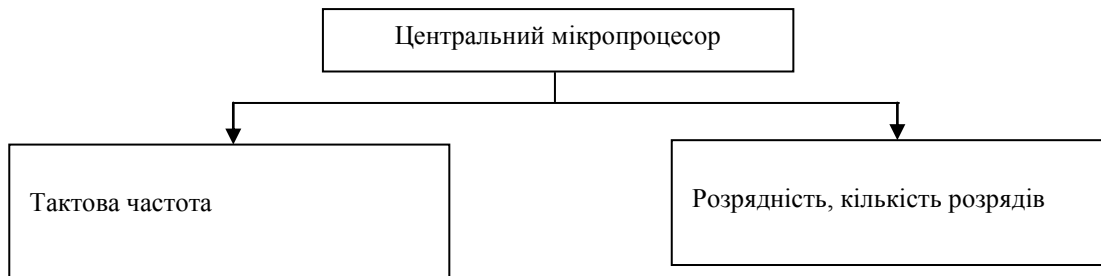 Центральний мікропроцесор
Тактова частота
Розрядність, кількість розрядів